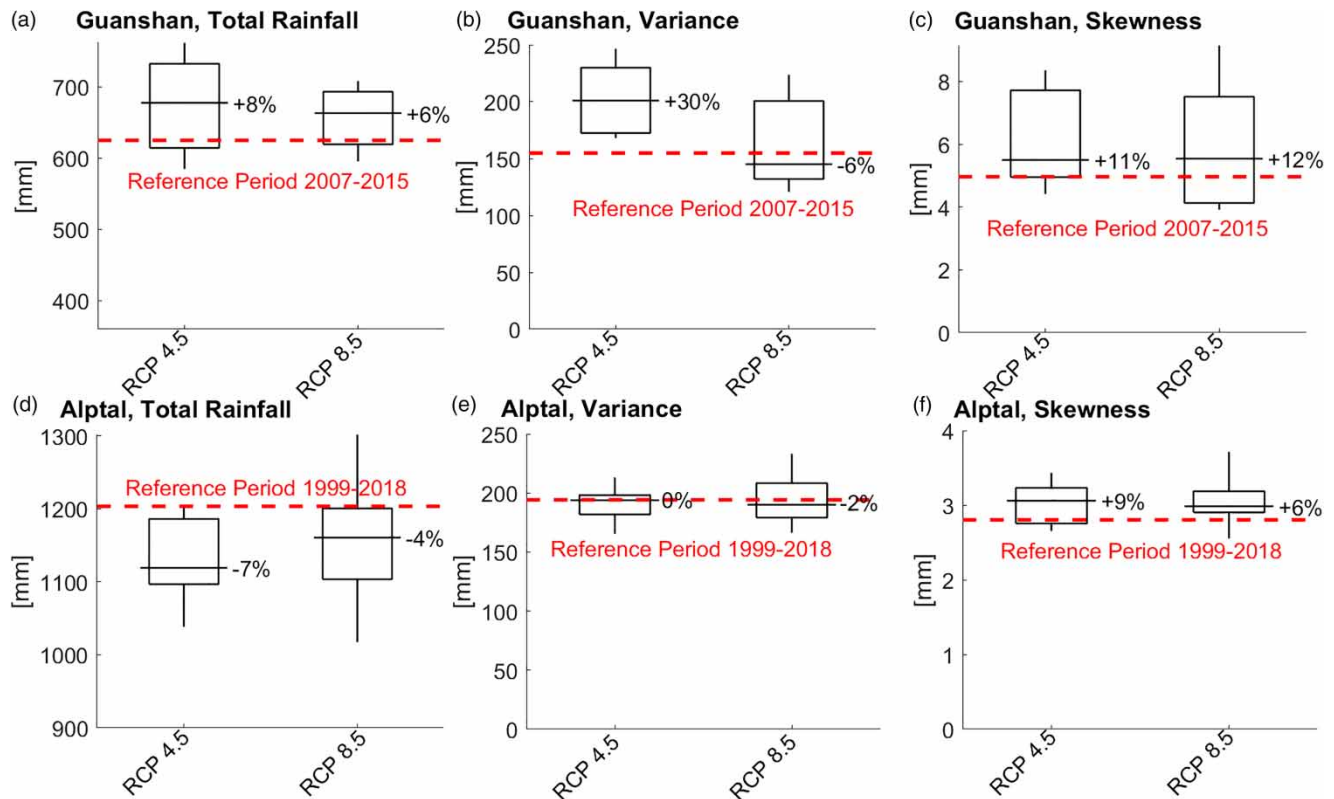 (a) Guanshan, Total Rainfall
700
600
500
400
[mm]
+8%
+6%
Reference Period 2007-2015
RCP 4.5
RCP 8.5
(b) Guanshan, Variance
250
200
150
100
50
0
[mm]
+30%
-6%
Reference Period 2007-2015
RCP 4.5
RCP 8.5
(c) Guanshan, Skewness
8
6
4
2
0
[mm]
+11%
+12%
Reference Period 2007-2015
RCP 4.5
RCP 8.5
(d) Alptal, Total Rainfall
1300
1200
1100
1000
900
[mm]
Reference Period 1999-2018
-7%
-4%
RCP 4.5
RCP 8.5
(e) Alptal, Variance
250
200
150
100
50
0
[mm]
0%
-2%
Reference Period 1999-2018
RCP 4.5
RCP 8.5
(f) Alptal, Skewness
4
3
2
1
0
[mm]
+9%
+6%
Reference Period 1999-2018
RCP 4.5
RCP 8.5